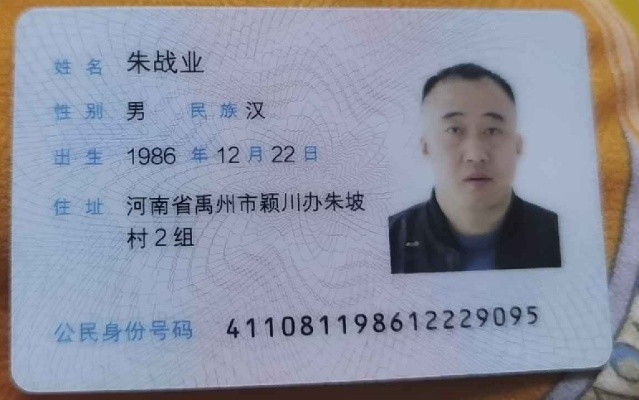 姓名 朱战业
性别 男 民族 汉
出生 1986 年 12 月 22 日
住址 河南省禹州市颍川办朱坡
村2组
公民身份号码 411081198612229095